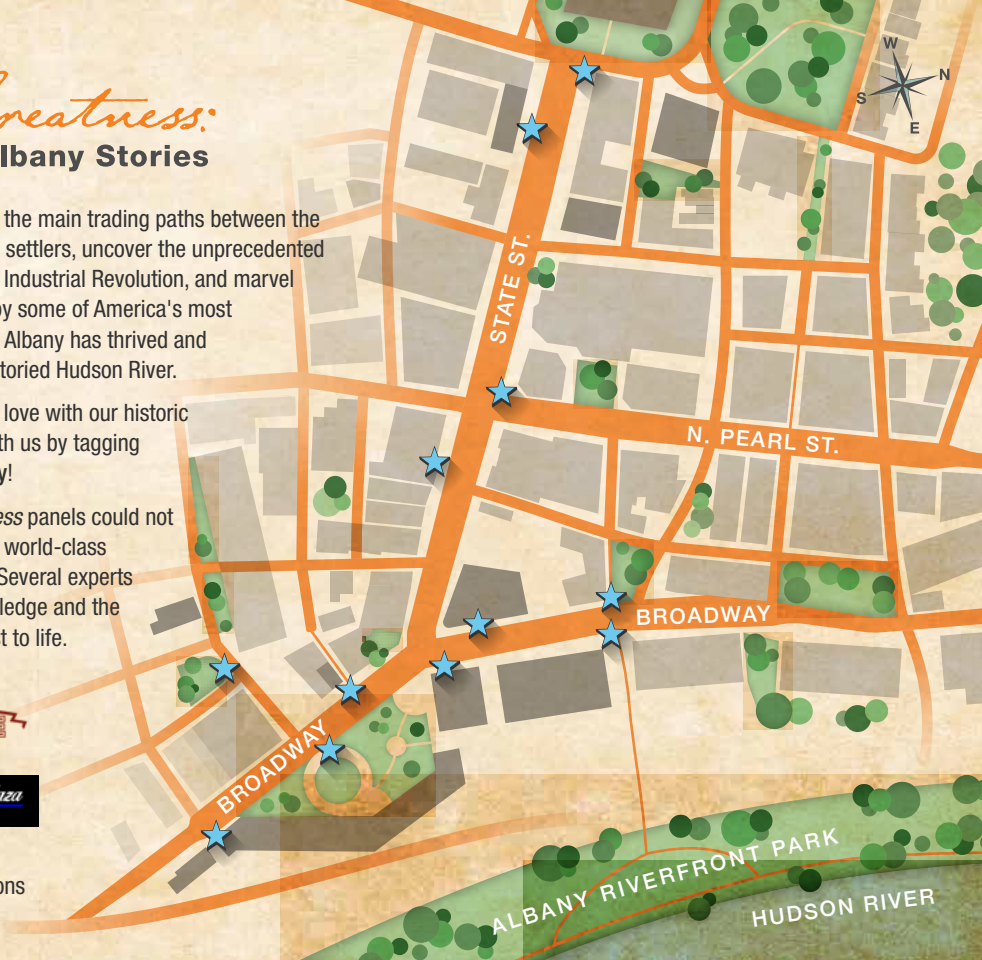 reatness:
lbany Stories
the main trading paths between the
settlers, uncover the unprecedented
Industrial Revolution, and marvel
by some of America's most
Albany has thrived and
toried Hudson River.
love with our historic
th us by tagging
y!
ess panels could not
world-class
Several experts
ledge and the
st to life.
aza
ons
W
N
S
E
STATE ST.
N. PEARL ST.
BROADWAY
BROADWAY
ALBANY RIVERFRONT PARK
HUDSON RIVER